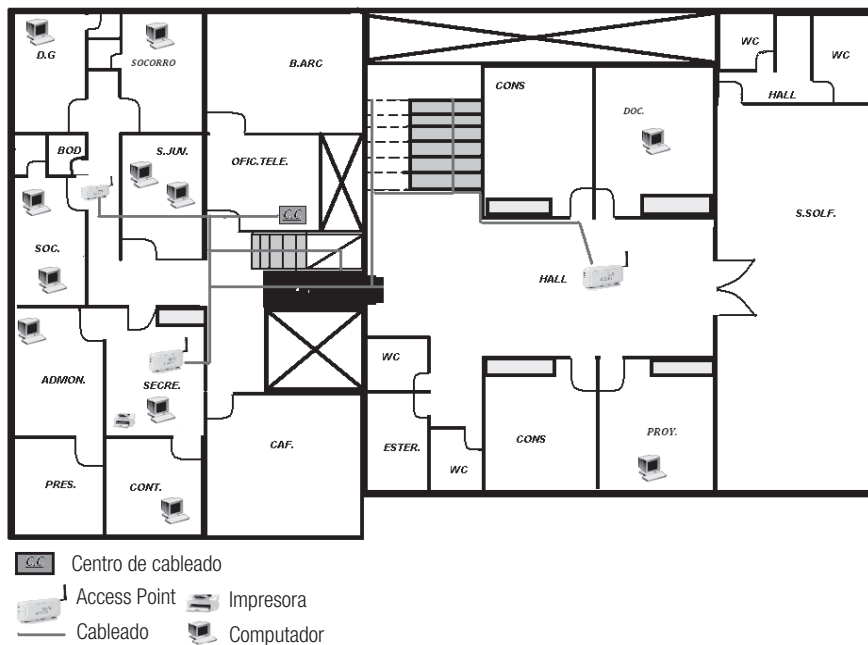 D.G
SOCORRO
B.ARC
CONS
DOC.
WC
WC
HALL
BOD
S.JUV.
OFIC.TELE.
C.C
SOC.
HALL
S.SOLF.
ADMON.
SECRE.
WC
PRES.
CONT.
CAF.
ESTER.
WC
CONS
PROY.
C.C Centro de cableado
Access Point Impresora
Cableado Computador